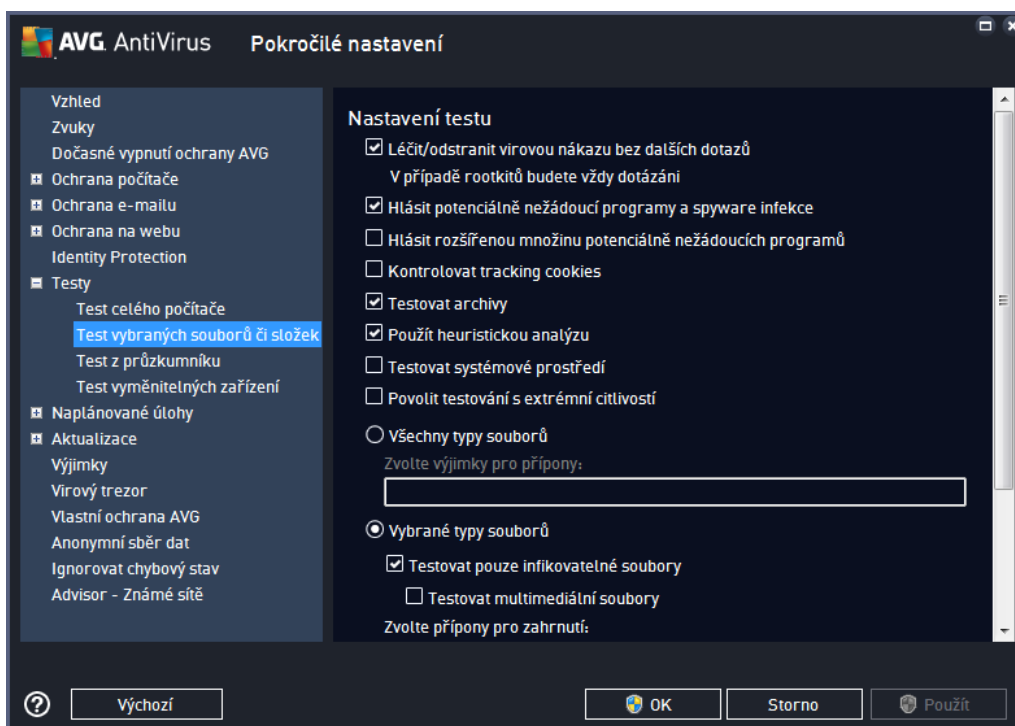 AVG. AntiVirus Pokročilé nastavení
Vzhled
Zvuky
Dočasné vypnutí ochrany AVG
Ochrana počítače
Ochrana e-mailu
Ochrana na webu
Identity Protection
Testy
Test celého počítače
Test vybraných souborů či složek
Test z průzkumníku
Test vyměnitelných zařízení
Naplánované úlohy
Aktualizace
Výjimky
Virový trezor
Vlastní ochrana AVG
Anonymní sběr dat
Ignorovat chybový stav
Advisor - Známé sítě
Nastavení testu
Léčit/odstranit virovou nákazu bez dalších dotazů
V případě rootkitů budete vždy dotázáni
Hlásit potenciálně nežádoucí programy a spyware infekce
Hlásit rozšířenou množinu potenciálně nežádoucích programů
Kontrolovat tracking cookies
Testovat archivy
Použít heuristickou analýzu
Testovat systémové prostředí
Povolit testování s extrémní citlivostí
Všechny typy souborů
Zvolte výjimky pro přípony:
Vybrané typy souborů
Testovat pouze infikovatelné soubory
Testovat multimediální soubory
Zvolte přípony pro zahrnutí:
? Výchozí OK Storno Použít